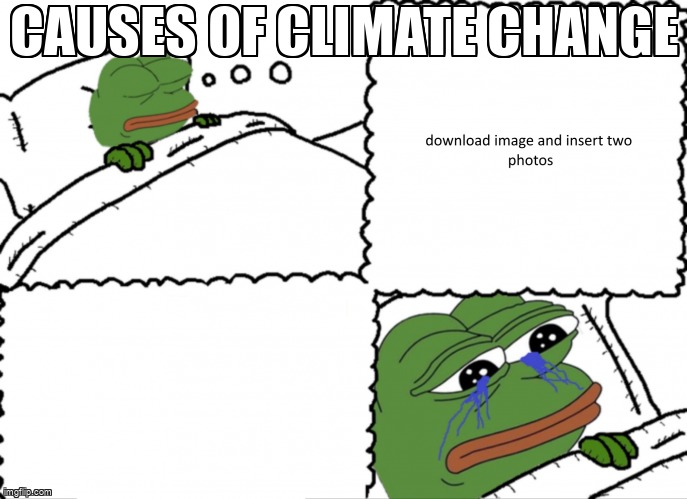 CAUSES OF CLIMATE CHANGE
download image and insert two
photos
imgflip.com